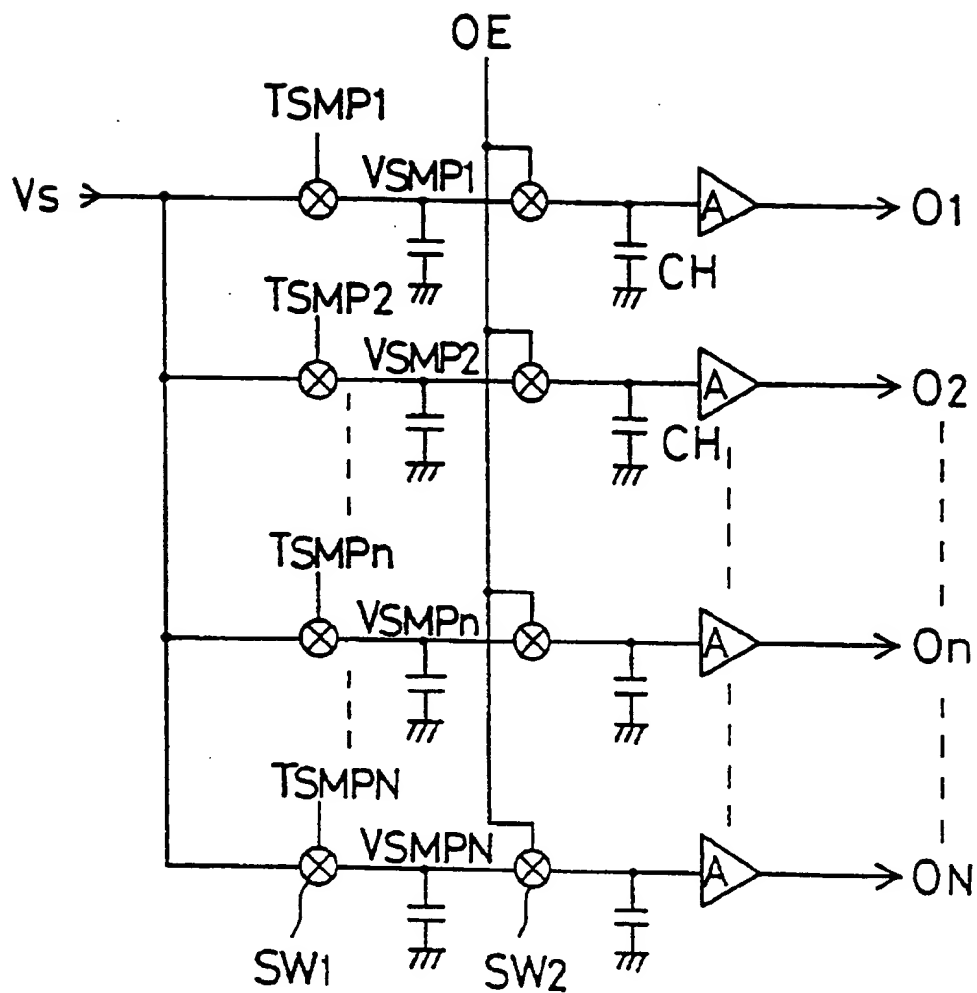 OE
TSMP1
Vs
VSMP1
A
O1
CH
TSMP2
VSMP2
A
O2
CH
TSMPn
VSMPn
A
On
TSMPN
VSMPN
A
ON
SW1
SW2